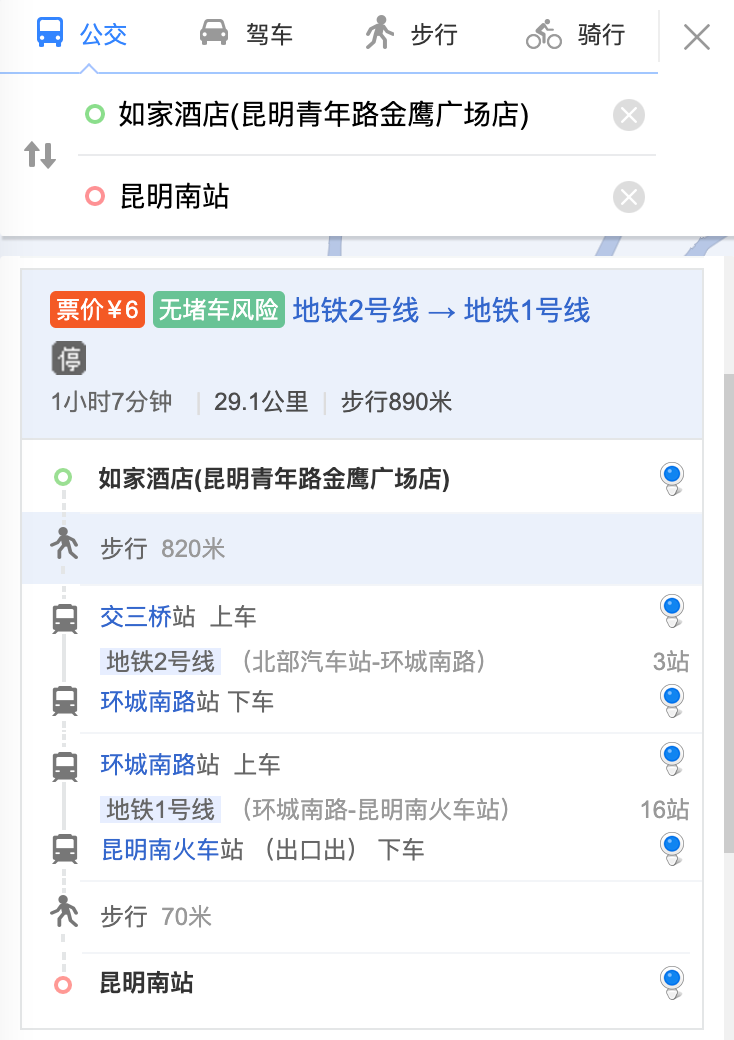 公交 驾车 步行 骑行
如家酒店(昆明青年路金鹰广场店)
昆明南站
票价¥6 无堵车风险 地铁2号线 → 地铁1号线
停
1小时7分钟 | 29.1公里 | 步行890米
如家酒店(昆明青年路金鹰广场店)
步行 820米
交三桥站 上车
地铁2号线 （北部汽车站-环城南路） 3站
环城南路站 下车
环城南路站 上车
地铁1号线 （环城南路-昆明南火车站） 16站
昆明南火车站 （出口出） 下车
步行 70米
昆明南站